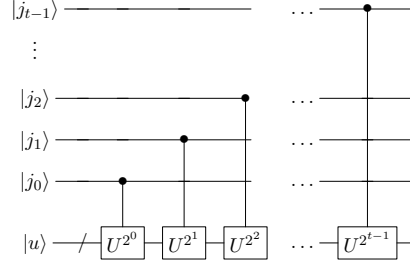 |j_{t−1}⟩ …
⋮
|j_2⟩ …
|j_1⟩ …
|j_0⟩ …
|u⟩ / U^{2^0} U^{2^1} U^{2^2} … U^{2^{t−1}}